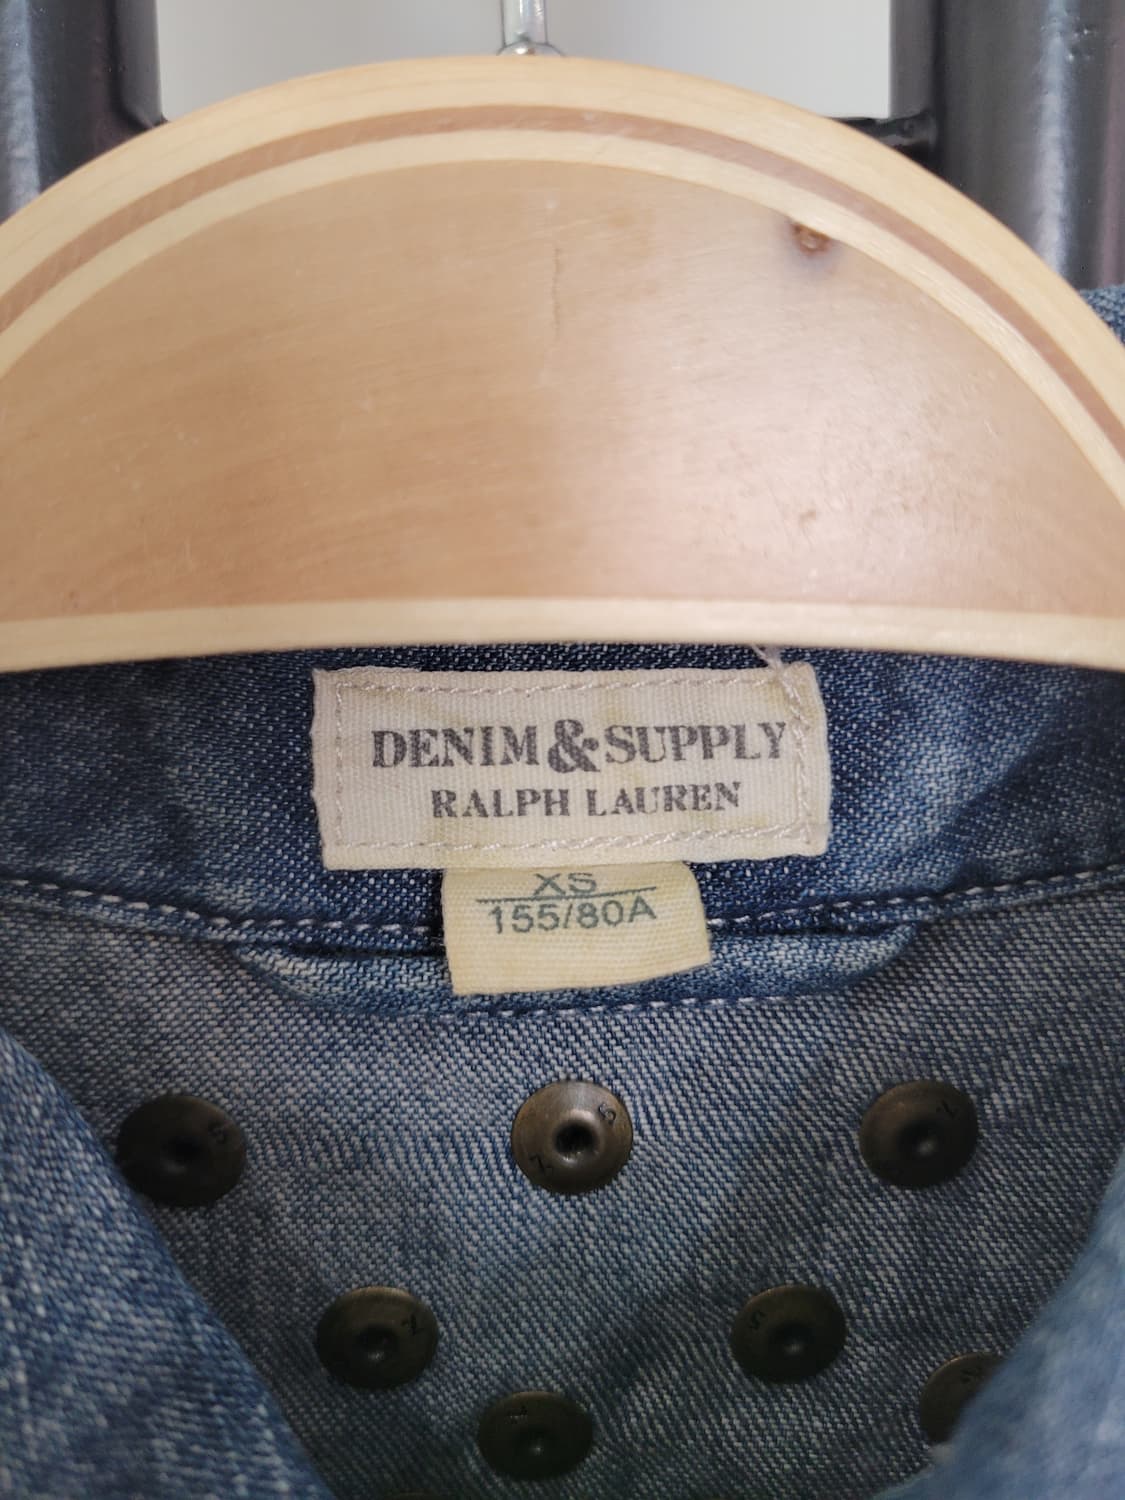 DENIM & SUPPLY
RALPH LAUREN
XS
155/80A